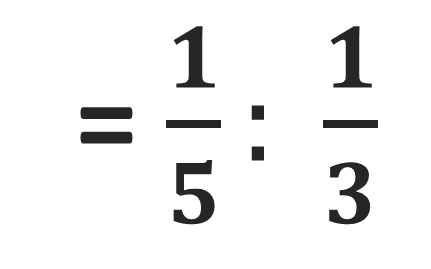 = 1/5 : 1/3